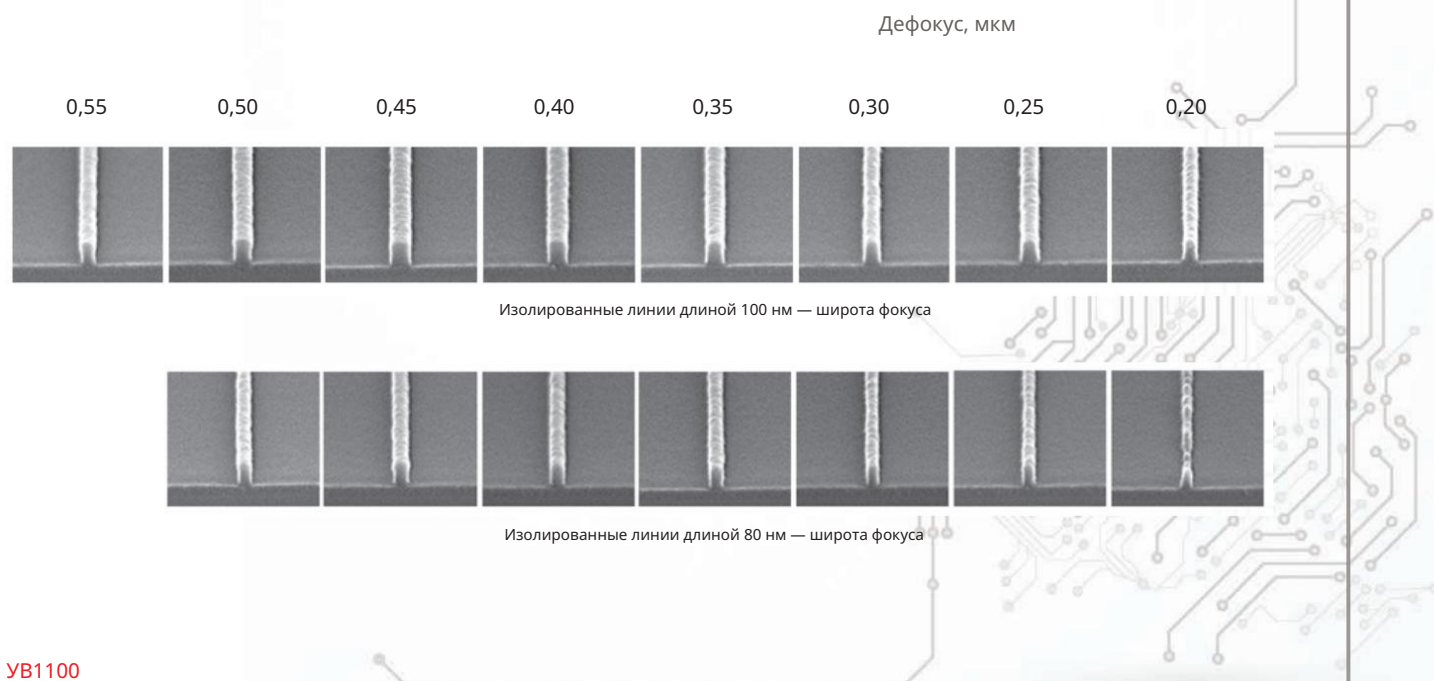 Дефокус, мкм
0,55 0,50 0,45 0,40 0,35 0,30 0,25 0,20
Изолированные линии длиной 100 нм — широта фокуса
Изолированные линии длиной 80 нм — широта фокуса
УВ1100